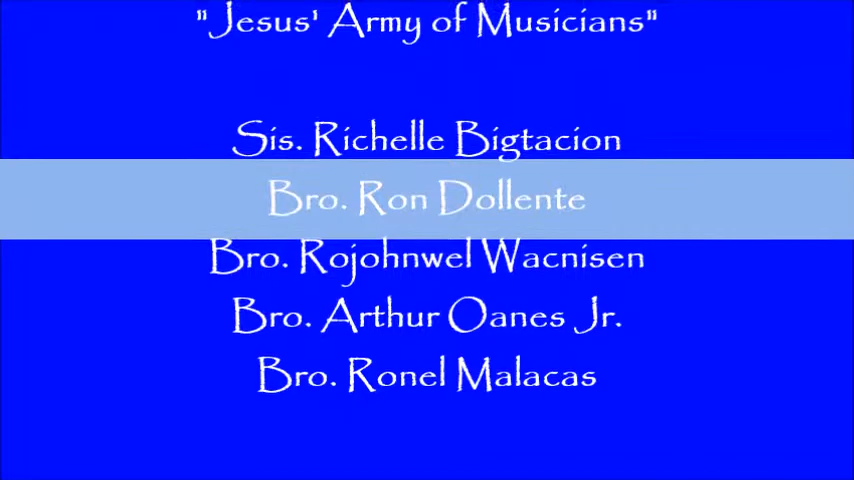 "Jesus' Army of Musicians"
Sis. Richelle Bigtacion
Bro. Ron Dollente
Bro. Rojohnwel Wacnisen
Bro. Arthur Oanes Jr.
Bro. Ronel Malacas